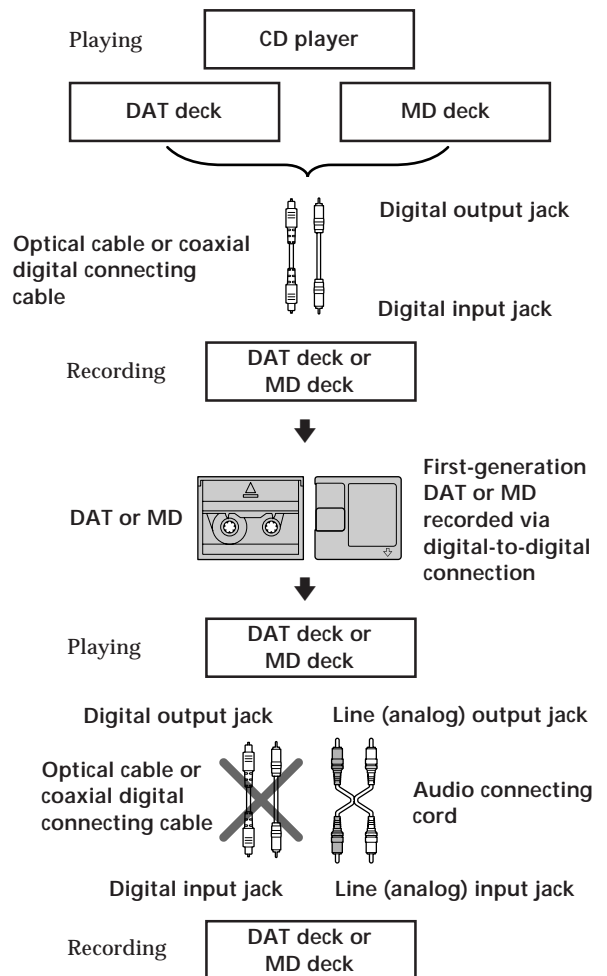 Playing
CD player
DAT deck
MD deck
Digital output jack
Optical cable or coaxial
digital connecting
cable
Digital input jack
Recording
DAT deck or
MD deck
DAT or MD
First-generation
DAT or MD
recorded via
digital-to-digital
connection
Playing
DAT deck or
MD deck
Digital output jack
Line (analog) output jack
Optical cable or
coaxial digital
connecting cable
Audio connecting
cord
Digital input jack
Line (analog) input jack
Recording
DAT deck or
MD deck